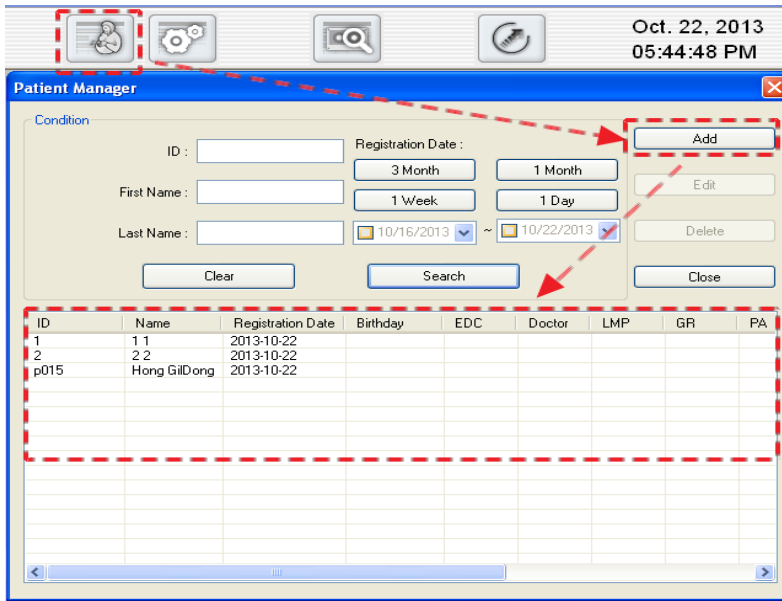 Oct. 22, 2013
05:44:48 PM
Patient Manager
Condition
ID :
First Name :
Last Name :
Registration Date :
3 Month
1 Month
1 Week
1 Day
10/16/2013 ~ 10/22/2013
Clear
Search
Add
Edit
Delete
Close
ID Name Registration Date Birthday EDC Doctor LMP GR PA
1 1 1 2013-10-22
2 2 2 2013-10-22
p015 Hong GilDong 2013-10-22